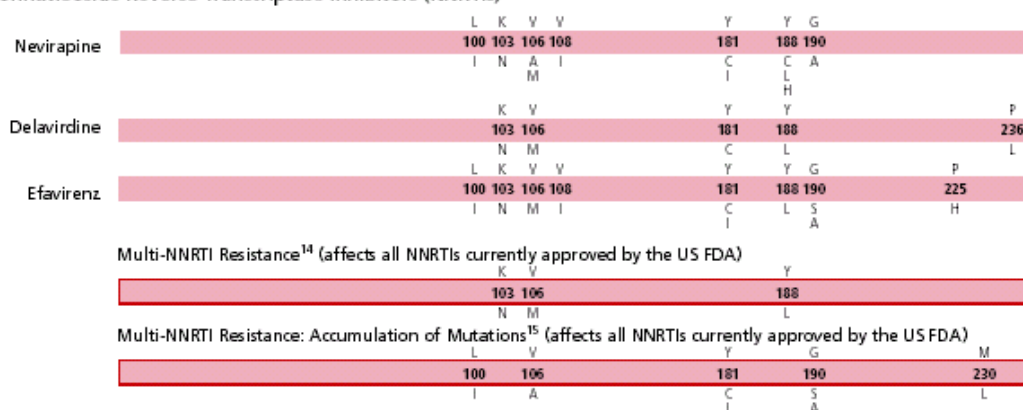 L K V V Y Y G
Nevirapine 100 103 106 108 181 188 190
I N A I C C A
M I L
H
K V Y Y P
Delavirdine 103 106 181 188 236
N M C L L
L K V V Y Y G P
Efavirenz 100 103 106 108 181 188 190 225
I N M I C L S H
I A
Multi-NNRTI Resistance14 (affects all NNRTIs currently approved by the US FDA)
K V Y
103 106 188
N M L
Multi-NNRTI Resistance: Accumulation of Mutations15 (affects all NNRTIs currently approved by the US FDA)
L V Y G M
100 106 181 190 230
I A C S L
I A